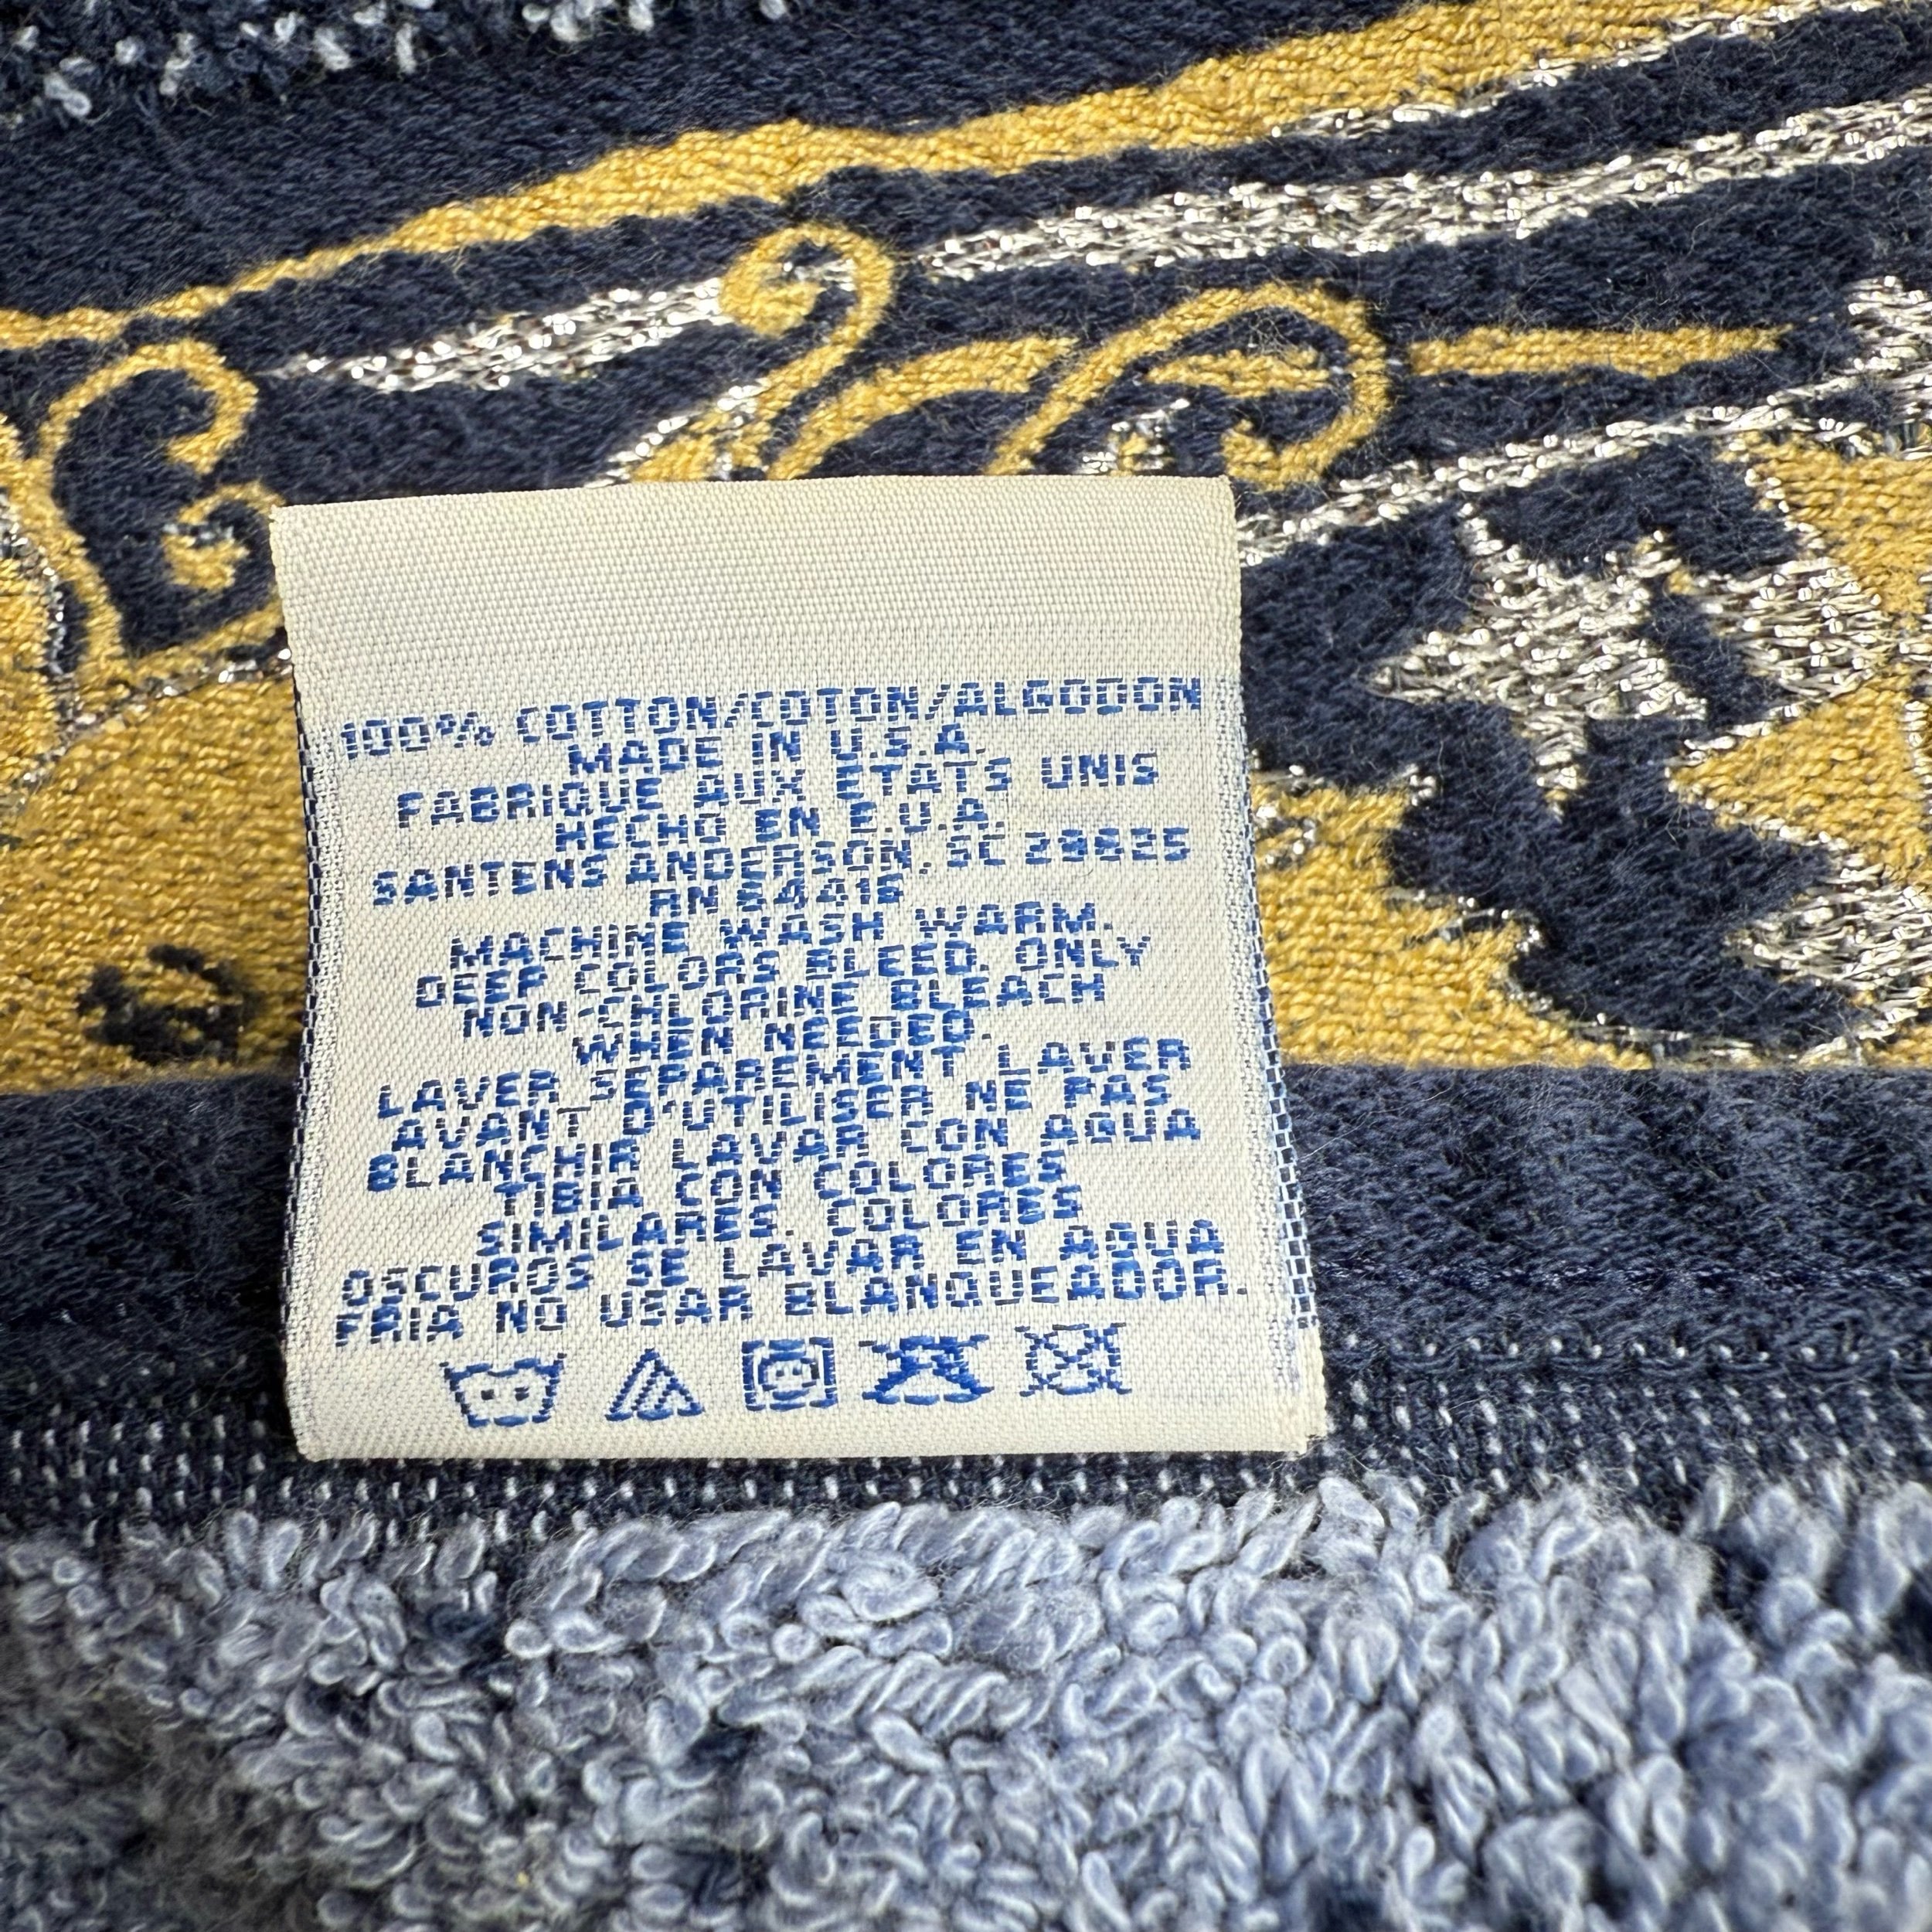 100% COTTON/COTON/ALGODON
MADE IN U.S.A.
FABRIQUE AUX ETATS UNIS
HECHO EN E.U.A.
SANTENS ANDERSON, SC 29625
RN 64416
MACHINE WASH WARM.
DEEP COLORS BLEED. ONLY
NON-CHLORINE BLEACH
WHEN NEEDED.
LAVER SEPAREMENT LAVER
AVANT D'UTILISER NE PAS
BLANCHIR LAVAR CON AGUA
TIBIA CON COLORES
SIMILARES. COLORES
OSCUROS SE LAVAR EN AGUA
FRIA NO USAR BLANQUEADOR.